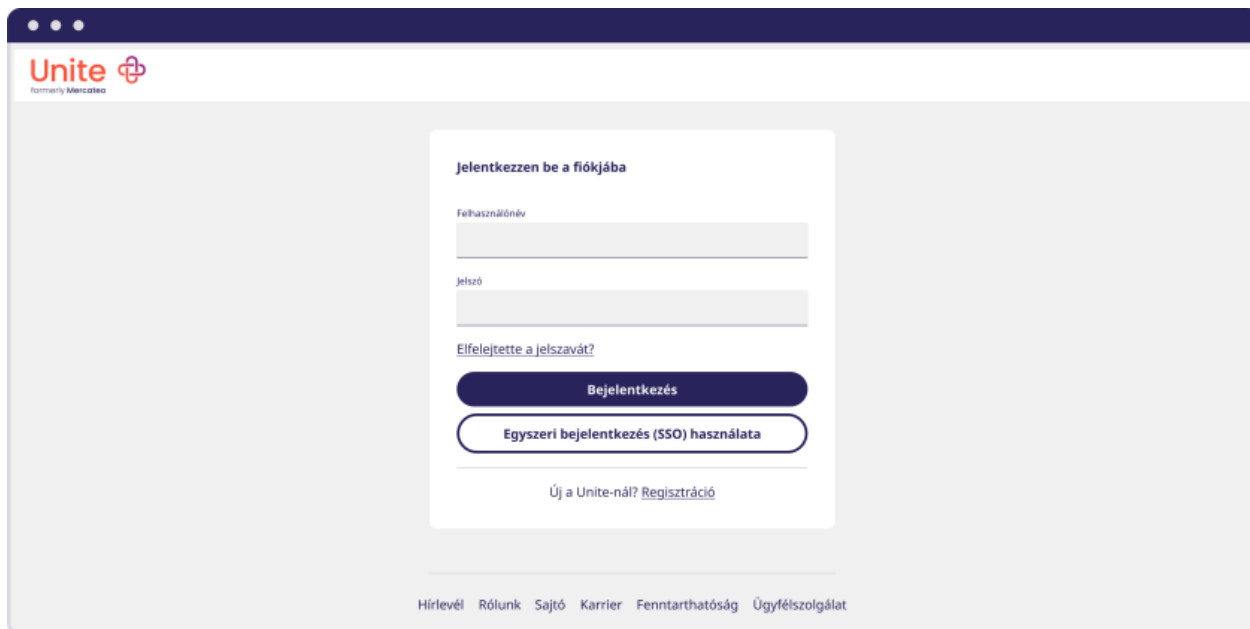 Unite
formerly Mercateo
Jelentkezzen be a fiókjába
Felhasználónév
Jelszó
Elfelejtette a jelszavát?
Bejelentkezés
Egyszeri bejelentkezés (SSO) használata
Új a Unite-nál? Regisztráció
Hírlevél Rólunk Sajtó Karrier Fenntarthatóság Ügyfélszolgálat